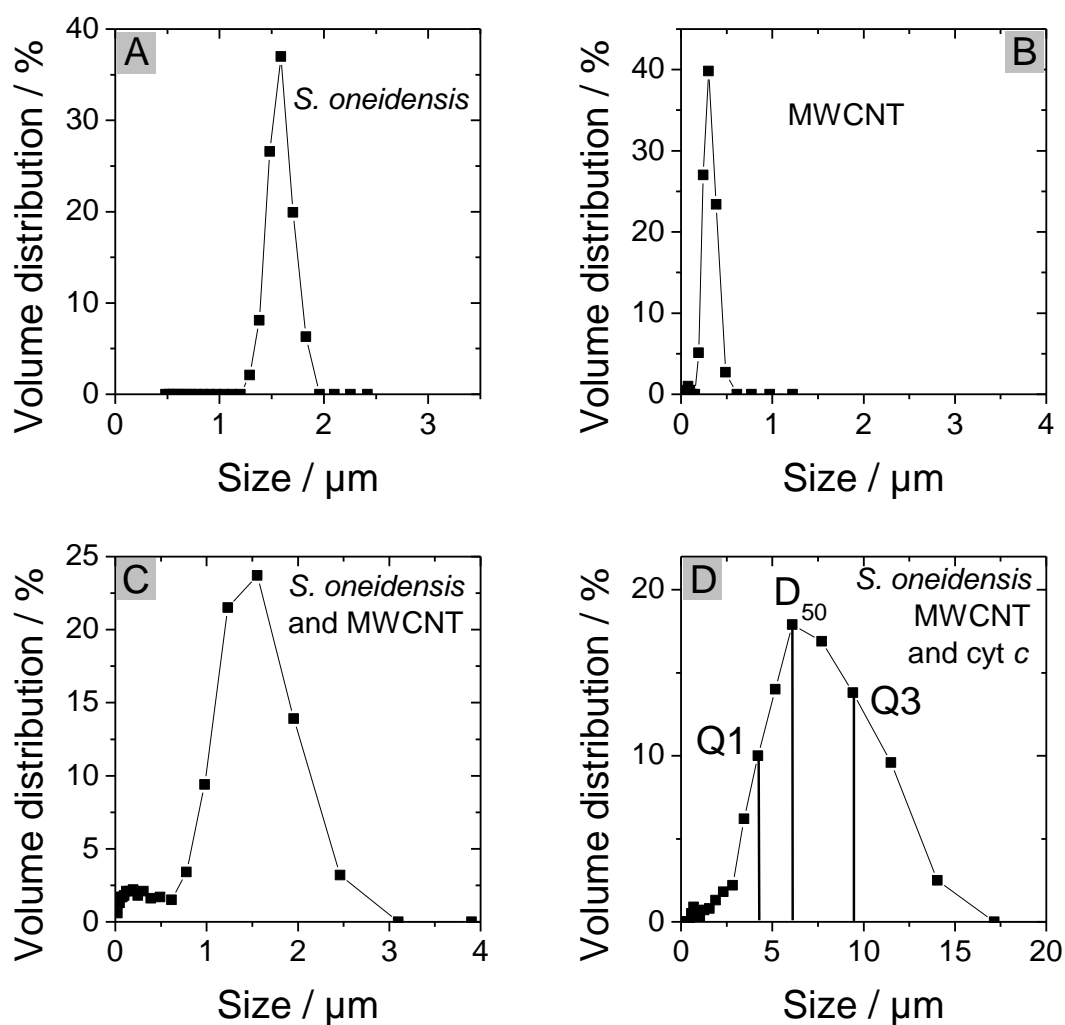 A
S. oneidensis
Volume distribution / %
40
30
20
10
0
0
1
2
3
Size / µm
B
MWCNT
Volume distribution / %
40
30
20
10
0
0
1
2
3
4
Size / µm
C
S. oneidensis
and MWCNT
Volume distribution / %
25
20
15
10
5
0
0
1
2
3
4
Size / µm
D
S. oneidensis
MWCNT
and cyt c
D50
Q1
Q3
Volume distribution / %
20
10
0
0
5
10
15
20
Size / µm